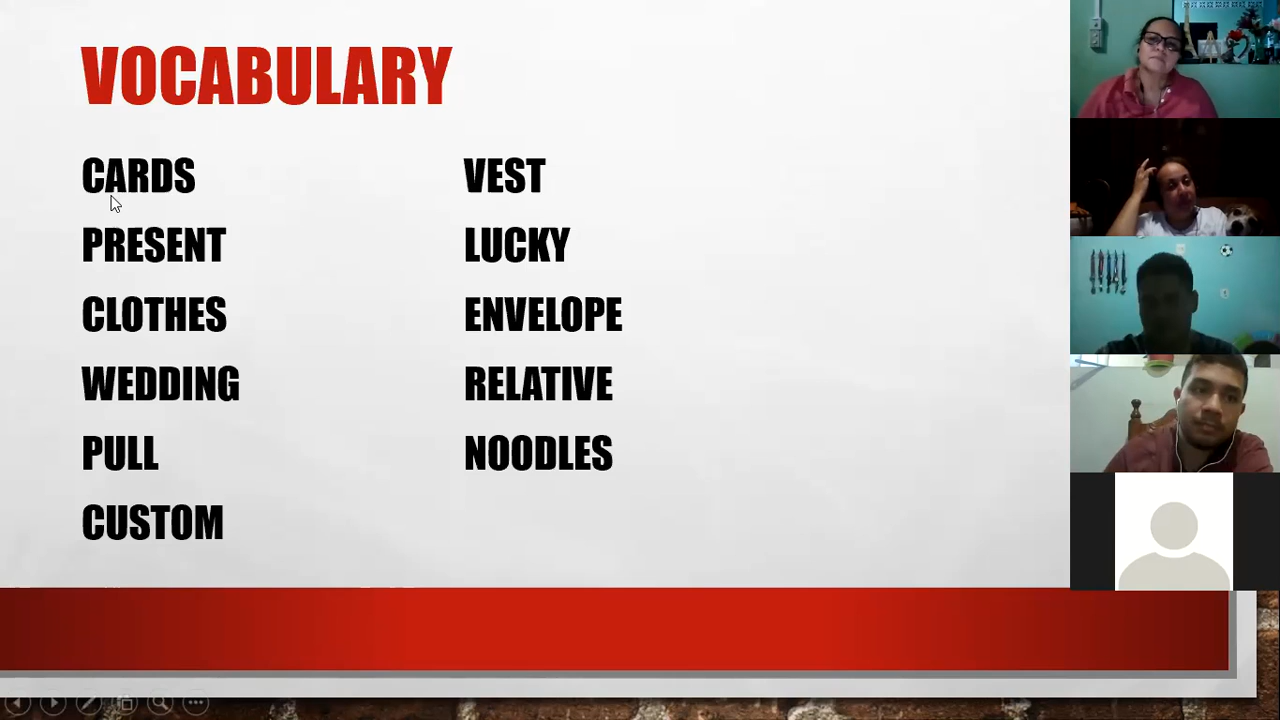 VOCABULARY
CARDS
PRESENT
CLOTHES
WEDDING
PULL
CUSTOM
VEST
LUCKY
ENVELOPE
RELATIVE
NOODLES